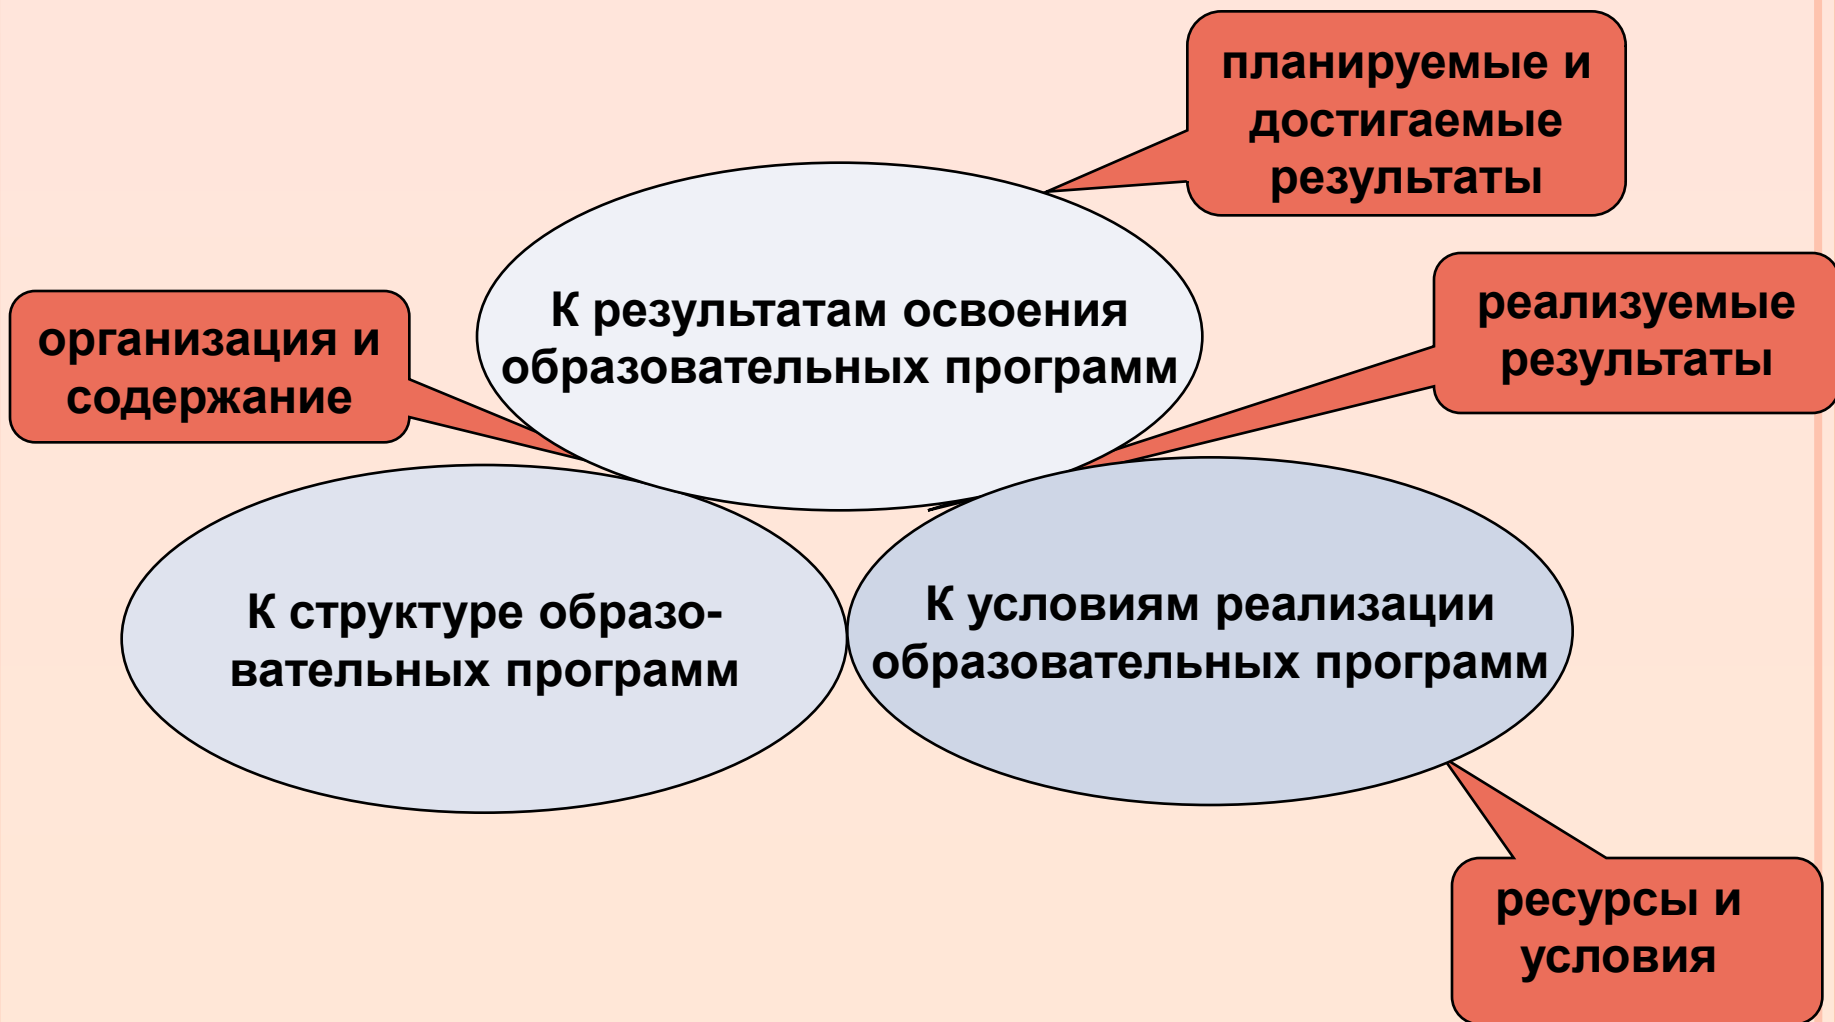 планируемые и
достигаемые
результаты
К результатам освоения
образовательных программ
реализуемые
результаты
организация и
содержание
К структуре образо-
вательных программ
К условиям реализации
образовательных программ
ресурсы и
условия